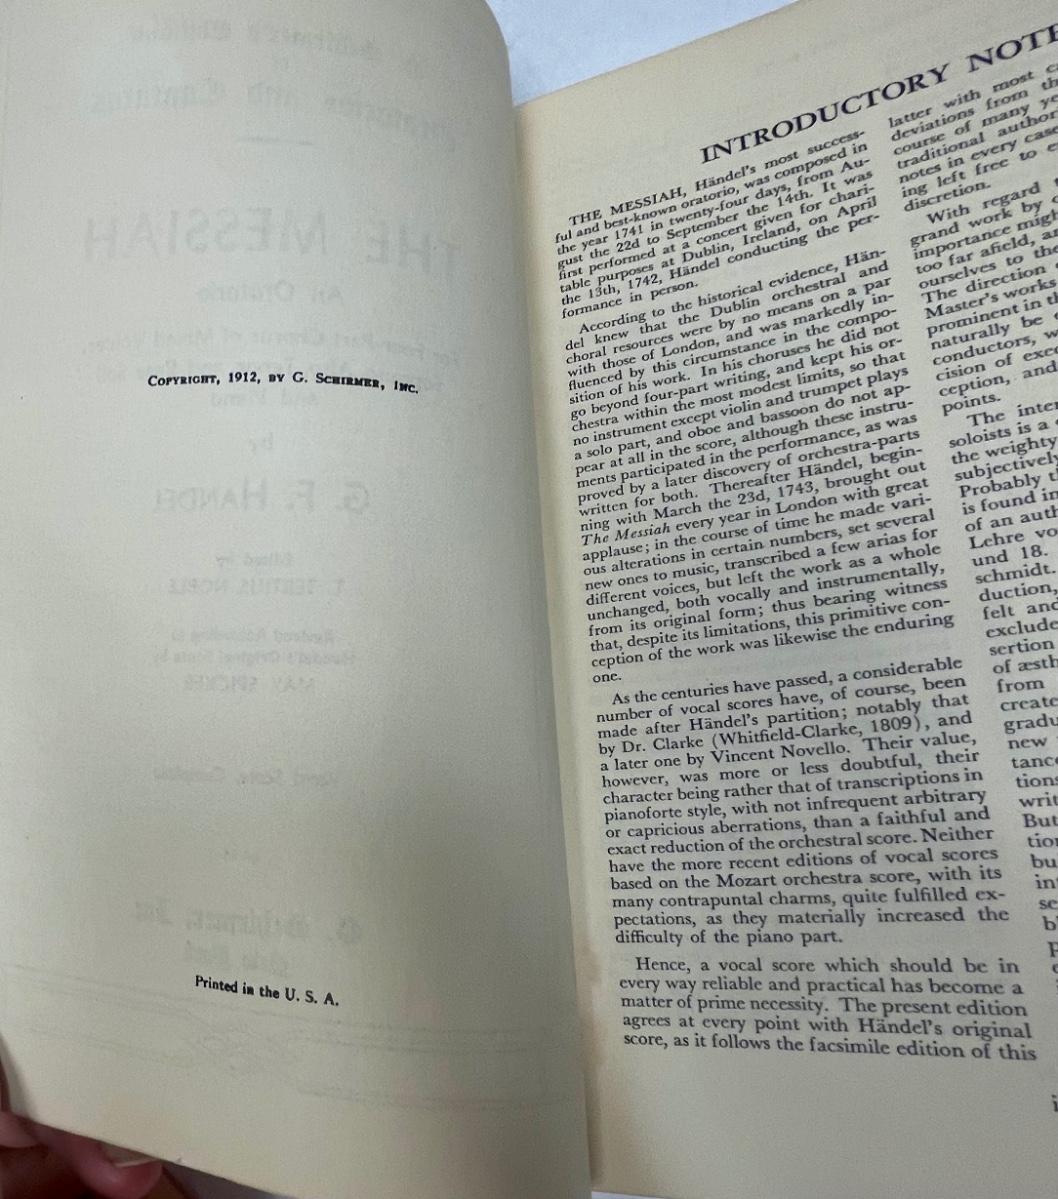 COPYRIGHT, 1912, BY G. SCHIRMER, INC.
Printed in the U. S. A.
INTRODUCTORY NOTE
THE MESSIAH, Händel's most success-
ful and best-known oratorio, was composed in
the year 1741 in twenty-four days, from Au-
gust the 22d to September the 14th. It was
first performed at a concert given for chari-
table purposes at Dublin, Ireland, on April
the 13th, 1742, Händel conducting the per-
formance in person.
According to the historical evidence, Hän-
del knew that the Dublin orchestral and
choral resources were by no means on a par
with those of London, and was markedly in-
fluenced by this circumstance in the compo-
sition of his work. In his choruses he did not
go beyond four-part writing, and kept his or-
chestra within the most modest limits, so that
no instrument except violin and trumpet plays
a solo part, and oboe and bassoon do not ap-
pear at all in the score, although these instru-
ments participated in the performance, as was
proved by a later discovery of orchestra-parts
written for both. Thereafter Händel, begin-
ning with March the 23d, 1743, brought out
The Messiah every year in London with great
applause; in the course of time he made vari-
ous alterations in certain numbers, set several
new ones to music, transcribed a few arias for
different voices, but left the work as a whole
unchanged, both vocally and instrumentally,
from its original form; thus bearing witness
that, despite its limitations, this primitive con-
ception of the work was likewise the enduring
one.
As the centuries have passed, a considerable
number of vocal scores have, of course, been
made after Händel's partition; notably that
by Dr. Clarke (Whitfield-Clarke, 1809), and
a later one by Vincent Novello. Their value,
however, was more or less doubtful, their
character being rather that of transcriptions in
pianoforte style, with not infrequent arbitrary
or capricious aberrations, than a faithful and
exact reduction of the orchestral score. Neither
have the more recent editions of vocal scores
based on the Mozart orchestra score, with its
many contrapuntal charms, quite fulfilled ex-
pectations, as they materially increased the
difficulty of the piano part.
Hence, a vocal score which should be in
every way reliable and practical has become a
matter of prime necessity. The present edition
agrees at every point with Händel's original
score, as it follows the facsimile edition of this
latter with most
deviations from
course of many
traditional
notes in every case
ing left free to
discretion.
With regard
grand work by
importance
too far afield,
ourselves to the
The direction
Master's works
prominent in
naturally be
conductors,
cision of
ception, and
points.
The
soloists is a
the weighty
subjectively
Probably
is found in
of an
Lehre
und 18.
schmidt.
duction,
felt and
exclude
sertion
of
from
create
new